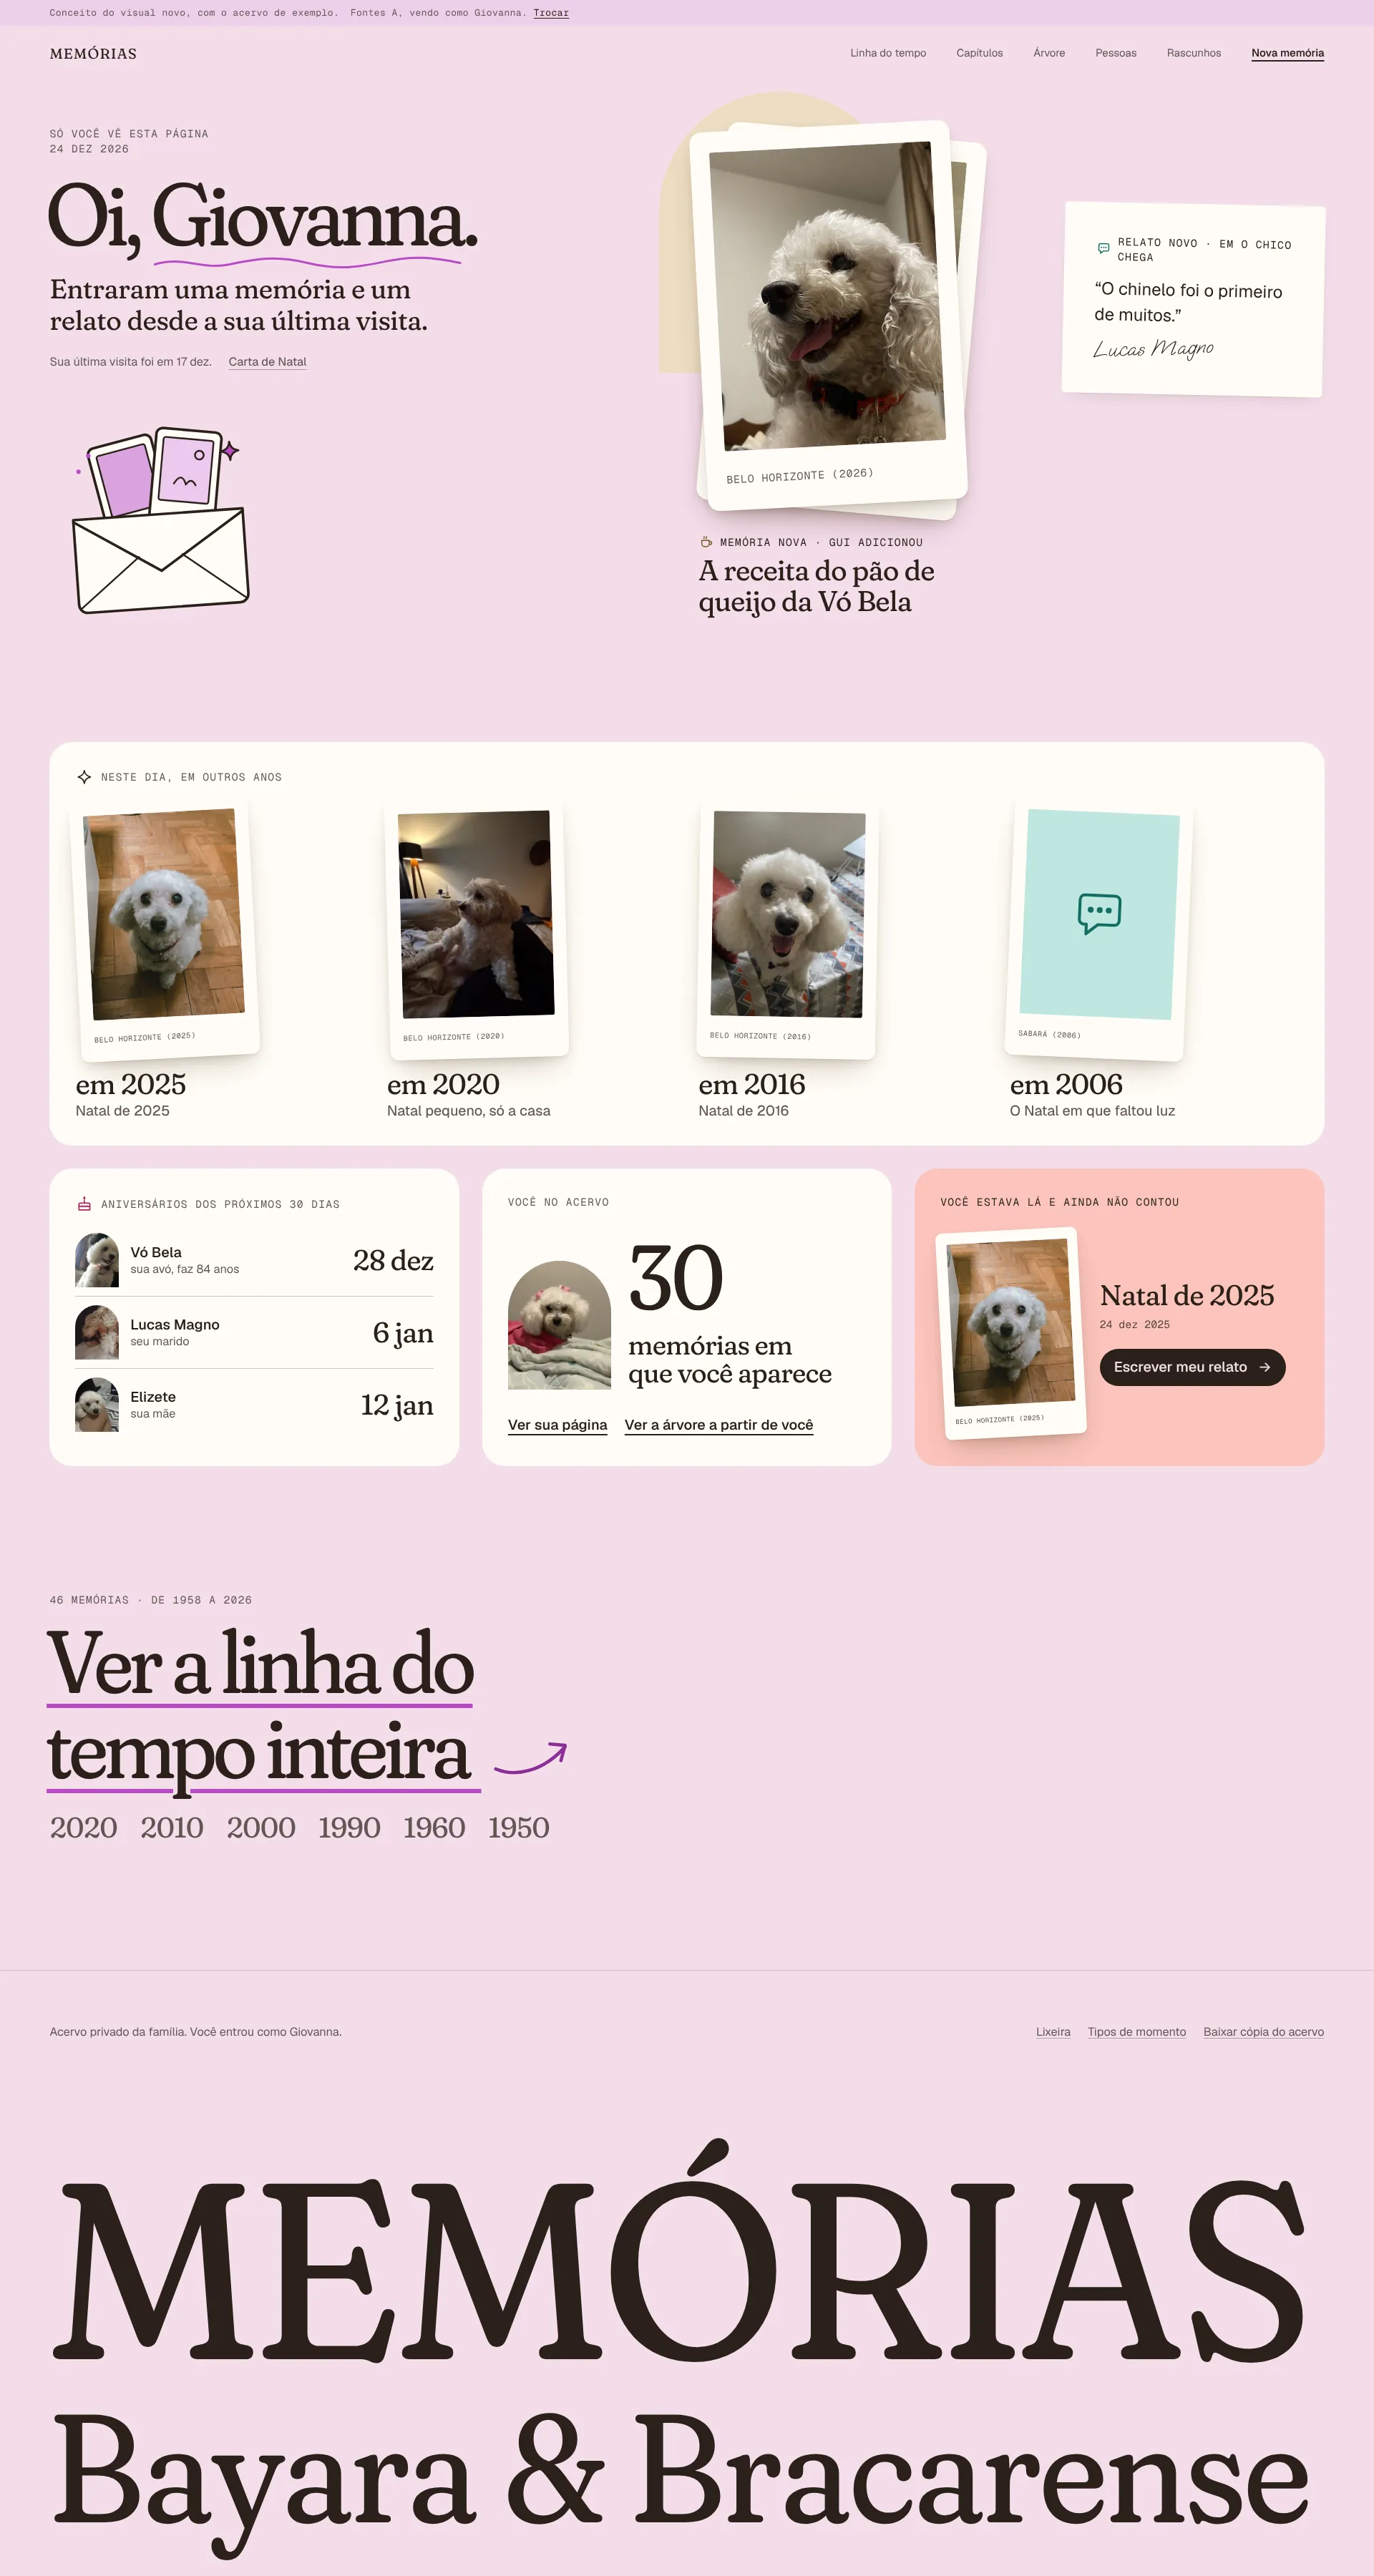 Conceito do visual novo, com o acervo de exemplo. Fontes A, vendo como Giovanna. Trocar
MEMÓRIAS
Linha do tempo Capítulos Árvore Pessoas Rascunhos Nova memória
SÓ VOCÊ VÊ ESTA PÁGINA
24 DEZ 2026
Oi, Giovanna.
Entraram uma memória e um
relato desde a sua última visita.
Sua última visita foi em 17 dez. Carta de Natal
BELO HORIZONTE (2026)
MEMÓRIA NOVA · GUI ADICIONOU
A receita do pão de
queijo da Vó Bela
RELATO NOVO · EM O CHICO
CHEGA
“O chinelo foi o primeiro
de muitos.”
Lucas Magno
NESTE DIA, EM OUTROS ANOS
BELO HORIZONTE (2025)
em 2025
Natal de 2025
BELO HORIZONTE (2020)
em 2020
Natal pequeno, só a casa
BELO HORIZONTE (2016)
em 2016
Natal de 2016
SABARÁ (2006)
em 2006
O Natal em que faltou luz
ANIVERSÁRIOS DOS PRÓXIMOS 30 DIAS
Vó Bela
sua avó, faz 84 anos
28 dez
Lucas Magno
seu marido
6 jan
Elizete
sua mãe
12 jan
VOCÊ NO ACERVO
30
memórias em
que você aparece
Ver sua página Ver a árvore a partir de você
VOCÊ ESTAVA LÁ E AINDA NÃO CONTOU
BELO HORIZONTE (2025)
Natal de 2025
24 dez 2025
Escrever meu relato →
46 MEMÓRIAS · DE 1958 A 2026
Ver a linha do
tempo inteira
2020 2010 2000 1990 1960 1950
Acervo privado da família. Você entrou como Giovanna.
Lixeira Tipos de momento Baixar cópia do acervo
MEMÓRIAS
Bayara & Bracarense